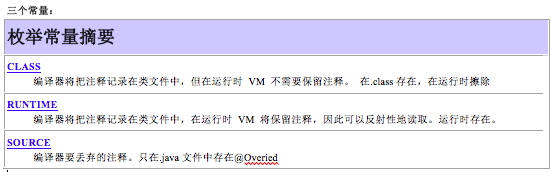 三个常量：
枚举常量摘要
CLASS
编译器将把注释记录在类文件中，但在运行时 VM 不需要保留注释。 在.class 存在，在运行时擦除
RUNTIME
编译器将把注释记录在类文件中，在运行时 VM 将保留注释，因此可以反射性地读取。运行时存在。
SOURCE
编译器要丢弃的注释。只在.java 文件中存在@Overied